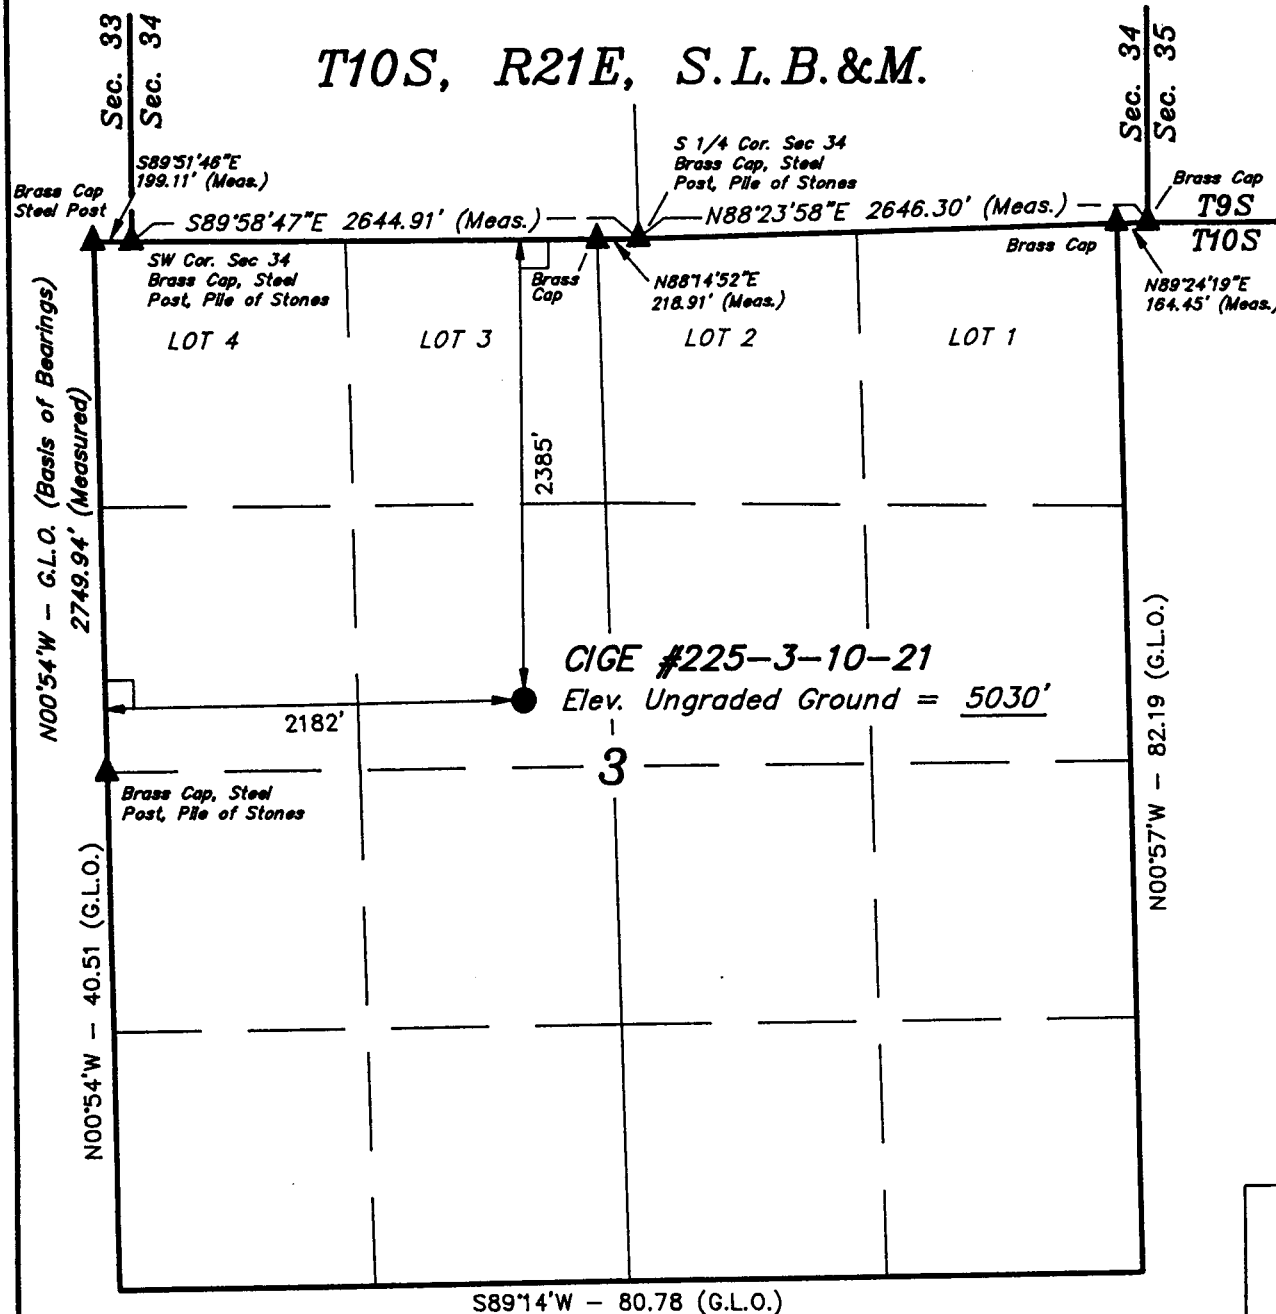 T10S, R21E, S.L.B.&M.
Sec. 33
Sec. 34
Sec. 34
Sec. 35
S89°51'46"E
199.11' (Meas.)
Brass Cap
Steel Post
S89°58'47"E 2644.91' (Meas.)
S 1/4 Cor. Sec 34
Brass Cap, Steel
Post, Pile of Stones
N88°23'58"E 2646.30' (Meas.)
Brass Cap
T9S
T10S
SW Cor. Sec 34
Brass Cap, Steel
Post, Pile of Stones
Brass
Cap
N88°14'52"E
218.91' (Meas.)
Brass Cap
N89°24'19"E
164.45' (Meas.)
LOT 4
LOT 3
LOT 2
LOT 1
N00°54'W - G.L.O. (Basis of Bearings)
2749.94' (Measured)
2385'
CIGE #225-3-10-21
Elev. Ungraded Ground = 5030'
2182'
3
Brass Cap, Steel
Post, Pile of Stones
N00°57'W - 82.19 (G.L.O.)
N00°54'W - 40.51 (G.L.O.)
S89°14'W - 80.78 (G.L.O.)